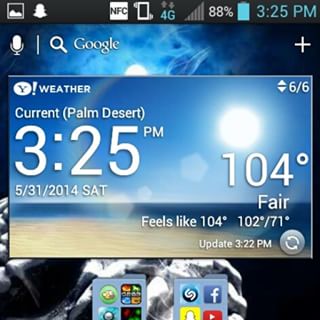 NFC 4G 88% 3:25 PM
Google +
Y! WEATHER 6/6
Current (Palm Desert)
3:25 PM
104°
5/31/2014 SAT
Fair
Feels like 104° 102°/71°
Update 3:22 PM